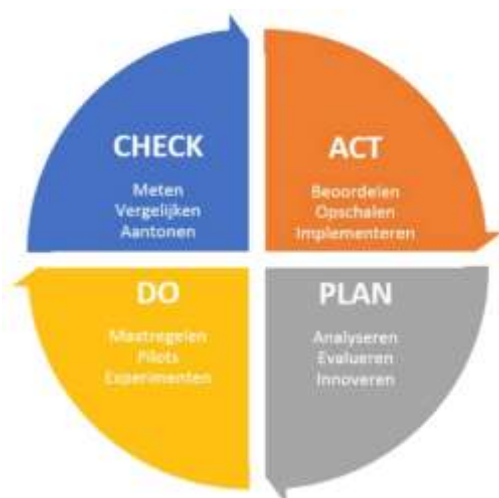 CHECK
Meten
Vergelijken
Aantonen
ACT
Beoordelen
Opschalen
Implementeren
DO
Maatregelen
Pilots
Experimenten
PLAN
Analyseren
Evalueren
Innoveren